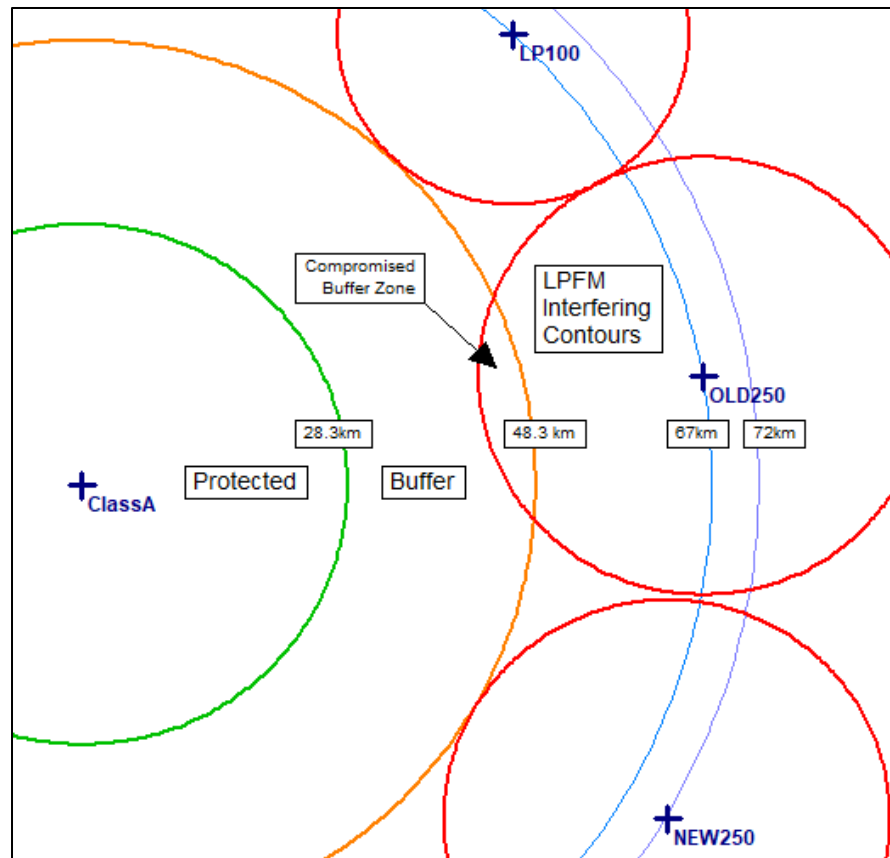 LP100
Compromised
Buffer Zone
LPFM
Interfering
Contours
OLD250
28.3km
48.3 km
67km
72km
Protected
Buffer
ClassA
NEW250